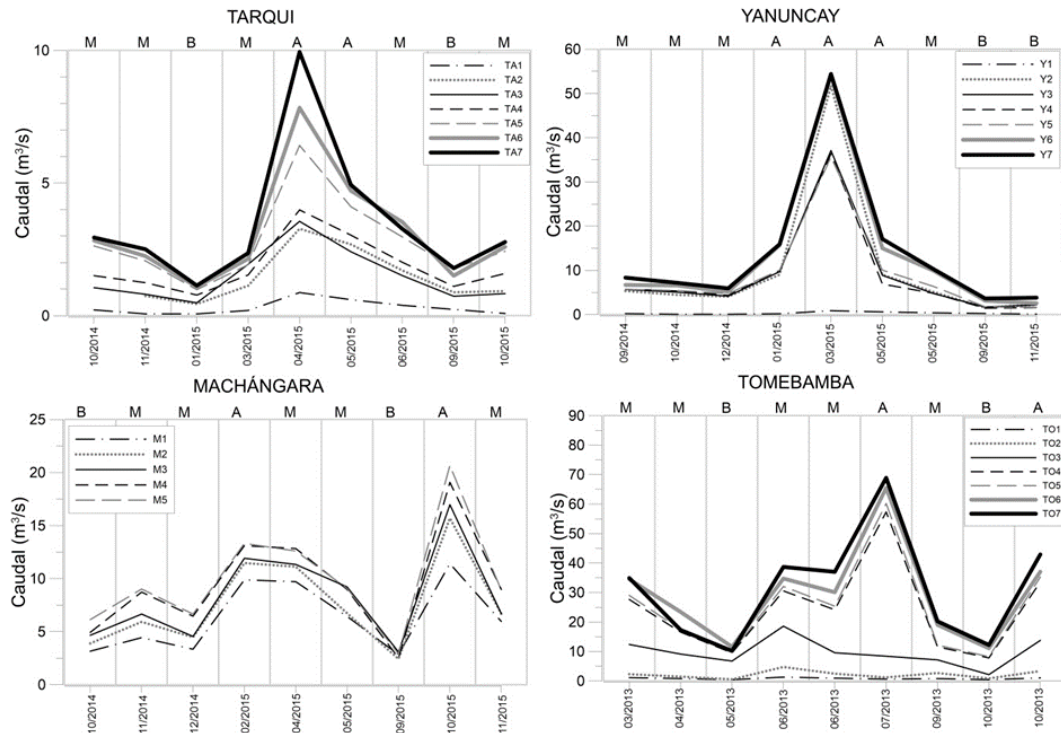 TARQUI
M M B M A A M B M
10
5
0
Caudal (m³/s)
TA1
TA2
TA3
TA4
TA5
TA6
TA7
10/2014 11/2014 01/2015 03/2015 04/2015 05/2015 06/2015 09/2015 10/2015
YANUNCAY
M M M A A A M B B
60
50
40
30
20
10
0
Caudal (m³/s)
Y1
Y2
Y3
Y4
Y5
Y6
Y7
09/2014 10/2014 12/2014 01/2015 03/2015 05/2015 05/2015 09/2015 11/2015
MACHÁNGARA
B M M A M M B A M
25
20
15
10
5
0
Caudal (m³/s)
M1
M2
M3
M4
M5
10/2014 11/2014 12/2014 02/2015 04/2015 05/2015 09/2015 10/2015 11/2015
TOMEBAMBA
M M B M M A M B A
90
80
70
60
50
40
30
20
10
0
Caudal (m³/s)
TO1
TO2
TO3
TO4
TO5
TO6
TO7
03/2013 04/2013 05/2013 06/2013 06/2013 07/2013 09/2013 10/2013 10/2013